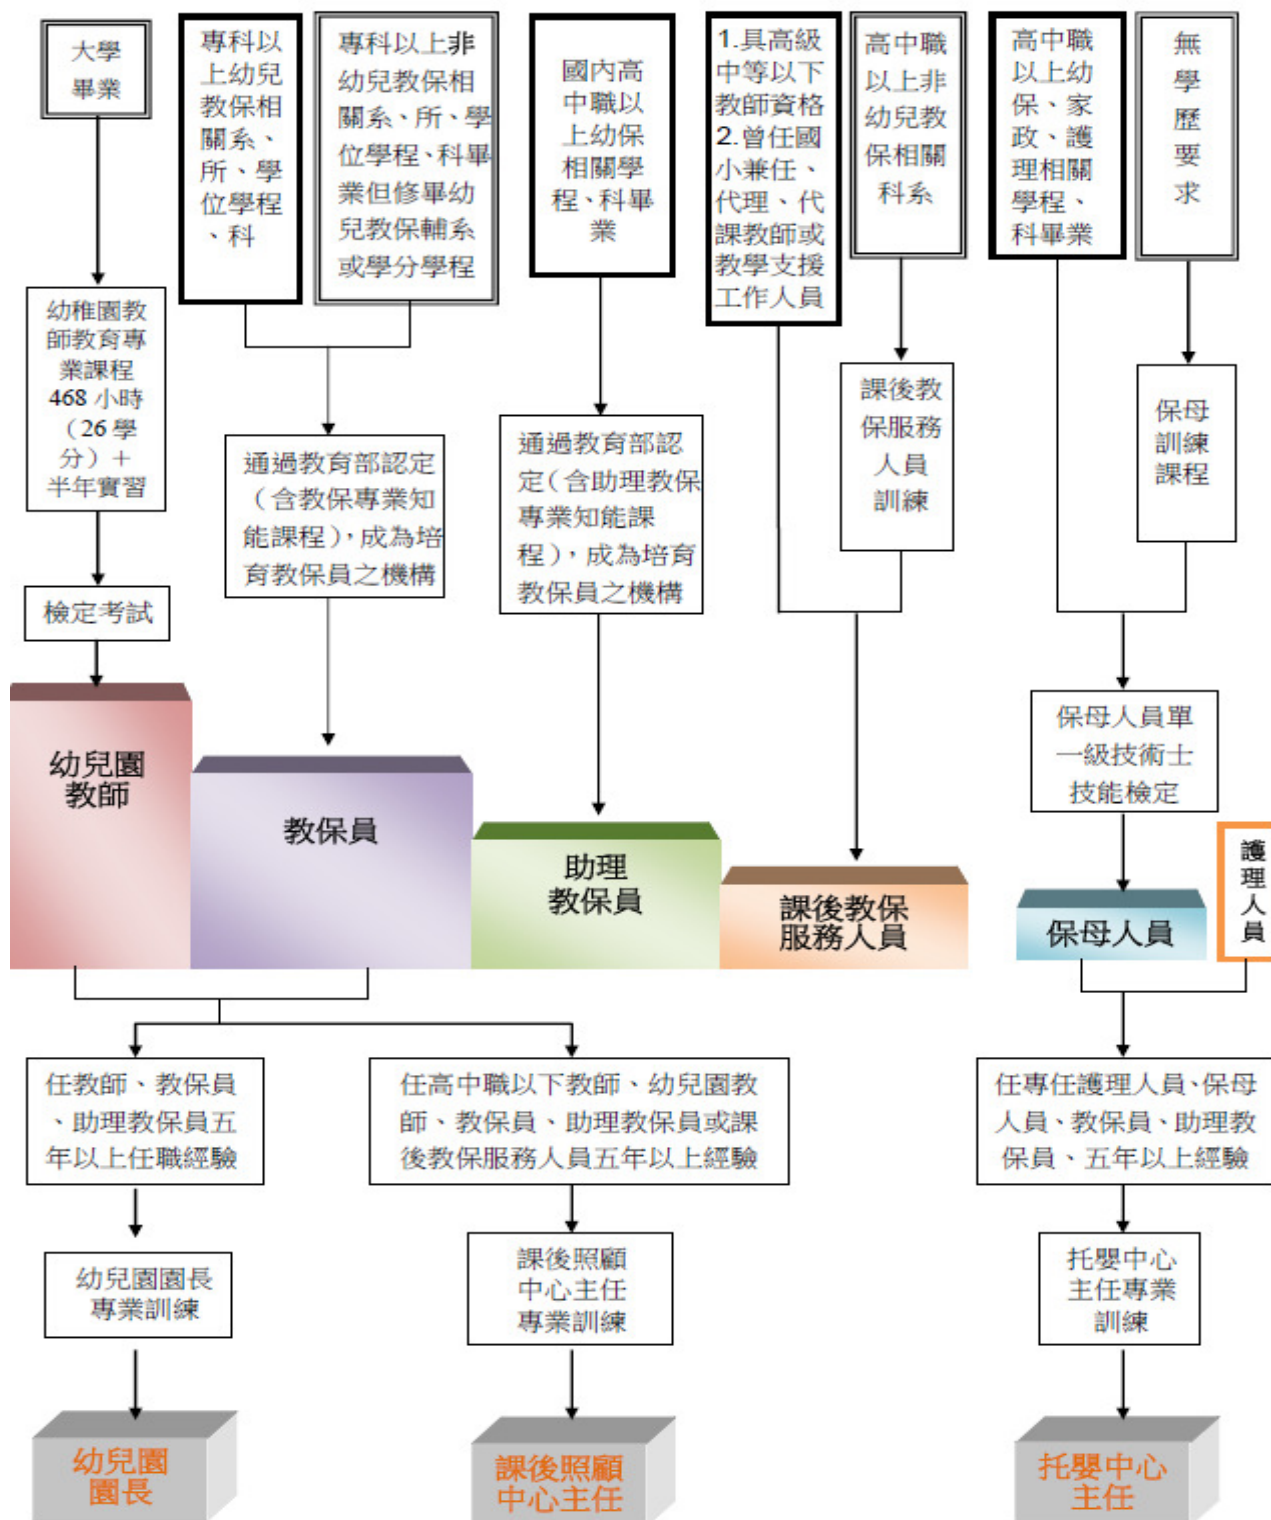 大學
畢業
專科以
上幼兒
教保相
關系、
所、學
位學程
、科
專科以上非
幼兒教保相
關系、所、學
位學程、科畢
業但修畢幼
兒教保輔系
或學分學程
國內高
中職以
上幼保
相關學
程、科畢
業
1.具高級
中等以下
教師資格
2.曾任國
小兼任、
代理、代
課教師或
教學支援
工作人員
高中職
以上非
幼兒教
保相關
科系
高中職
以上幼
保、家
政、護
理相關
學程、
科畢業
無
學
歷
要
求
幼稚園教
師教育專
業課程
468 小時
（26 學
分）＋
半年實習
檢定考試
通過教育部認定
（含教保專業知
能課程），成為培
育教保員之機構
通過教育部認
定（含助理教保
專業知能課
程），成為培育
教保員之機構
課後教
保服務
人員
訓練
保母
訓練
課程
保母人員單
一級技術士
技能檢定
幼兒園
教師
教保員
助理
教保員
課後教保
服務人員
保母人員
護
理
人
員
任教師、教保員
、助理教保員五
年以上任職經驗
任高中職以下教師、幼兒園教
師、教保員、助理教保員或課
後教保服務人員五年以上經驗
任專任護理人員、保母
人員、教保員、助理教
保員、五年以上經驗
幼兒園園長
專業訓練
課後照顧
中心主任
專業訓練
托嬰中心
主任專業
訓練
幼兒園
園長
課後照顧
中心主任
托嬰中心
主任